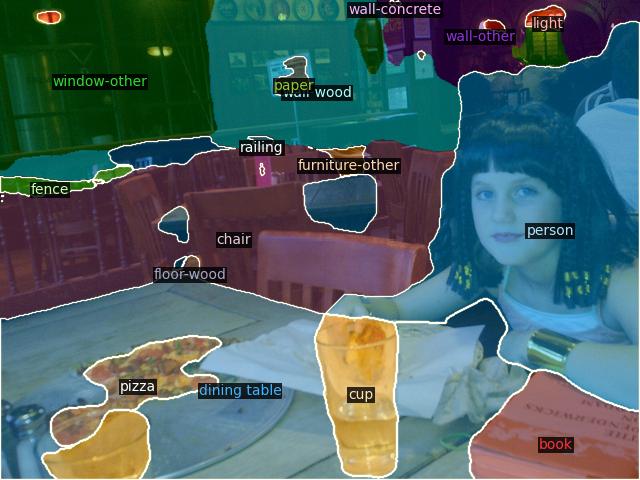 wall-concrete
light
wall-other
window-other
paper
wall-wood
railing
furniture-other
fence
person
chair
floor-wood
pizza
dining table
cup
book